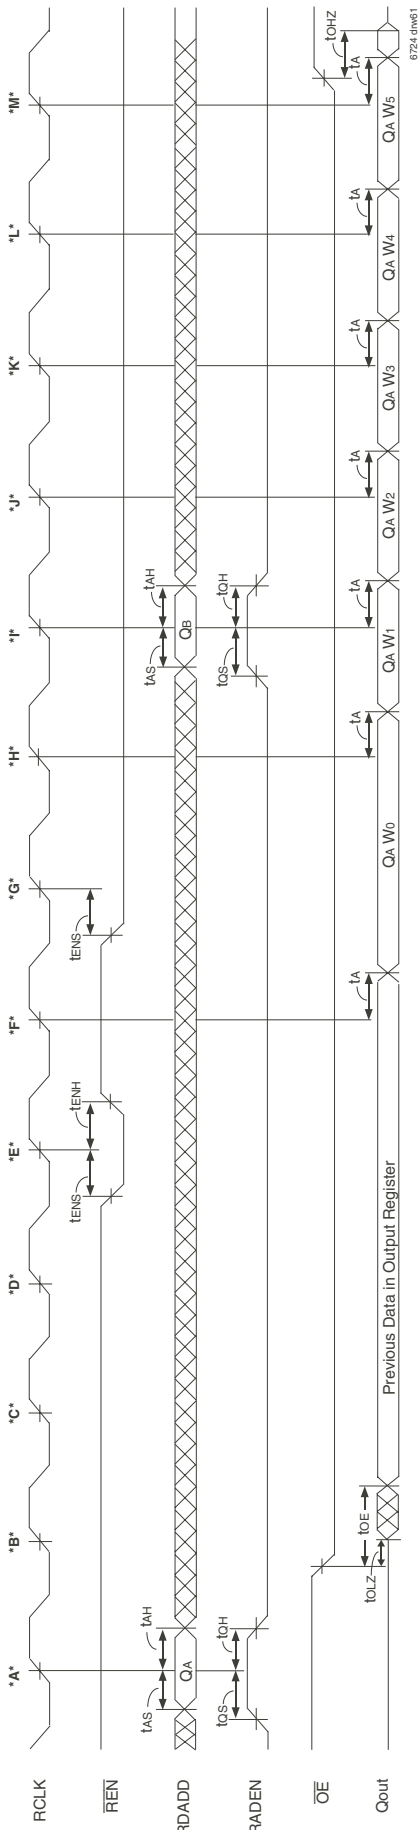 *A* *B* *C* *D* *E* *F* *G* *H* *I* *J* *K* *L* *M*
RCLK
tENS tENH tENS
REN
tAS tAH tAS tAH
RDADD QA QB
tQS tQH tQS tQH
RADEN
OE
tOHZ
tOLZ tOE tA tA tA tA tA tA tA
Qout Previous Data in Output Register QA W0 QA W1 QA W2 QA W3 QA W4 QA W5
6724 drw61